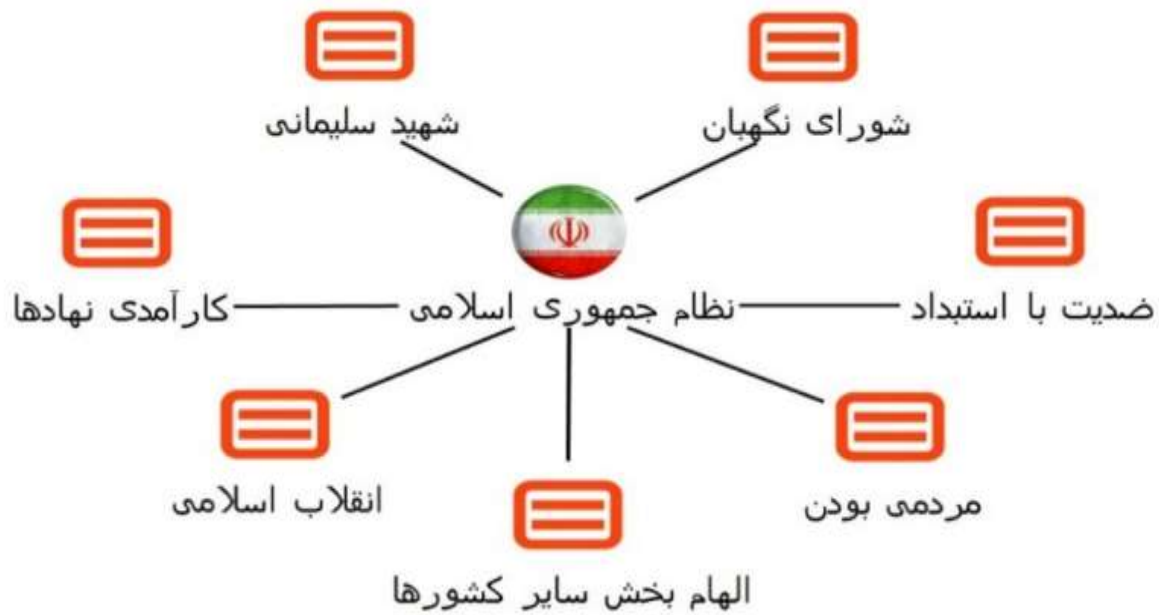 شهید سلیمانی
شورای نگهبان
کارآمدی نهادها
نظام جمهوری اسلامی
ضدیت با استبداد
انقلاب اسلامی
مردمی بودن
الهام بخش سایر کشورها